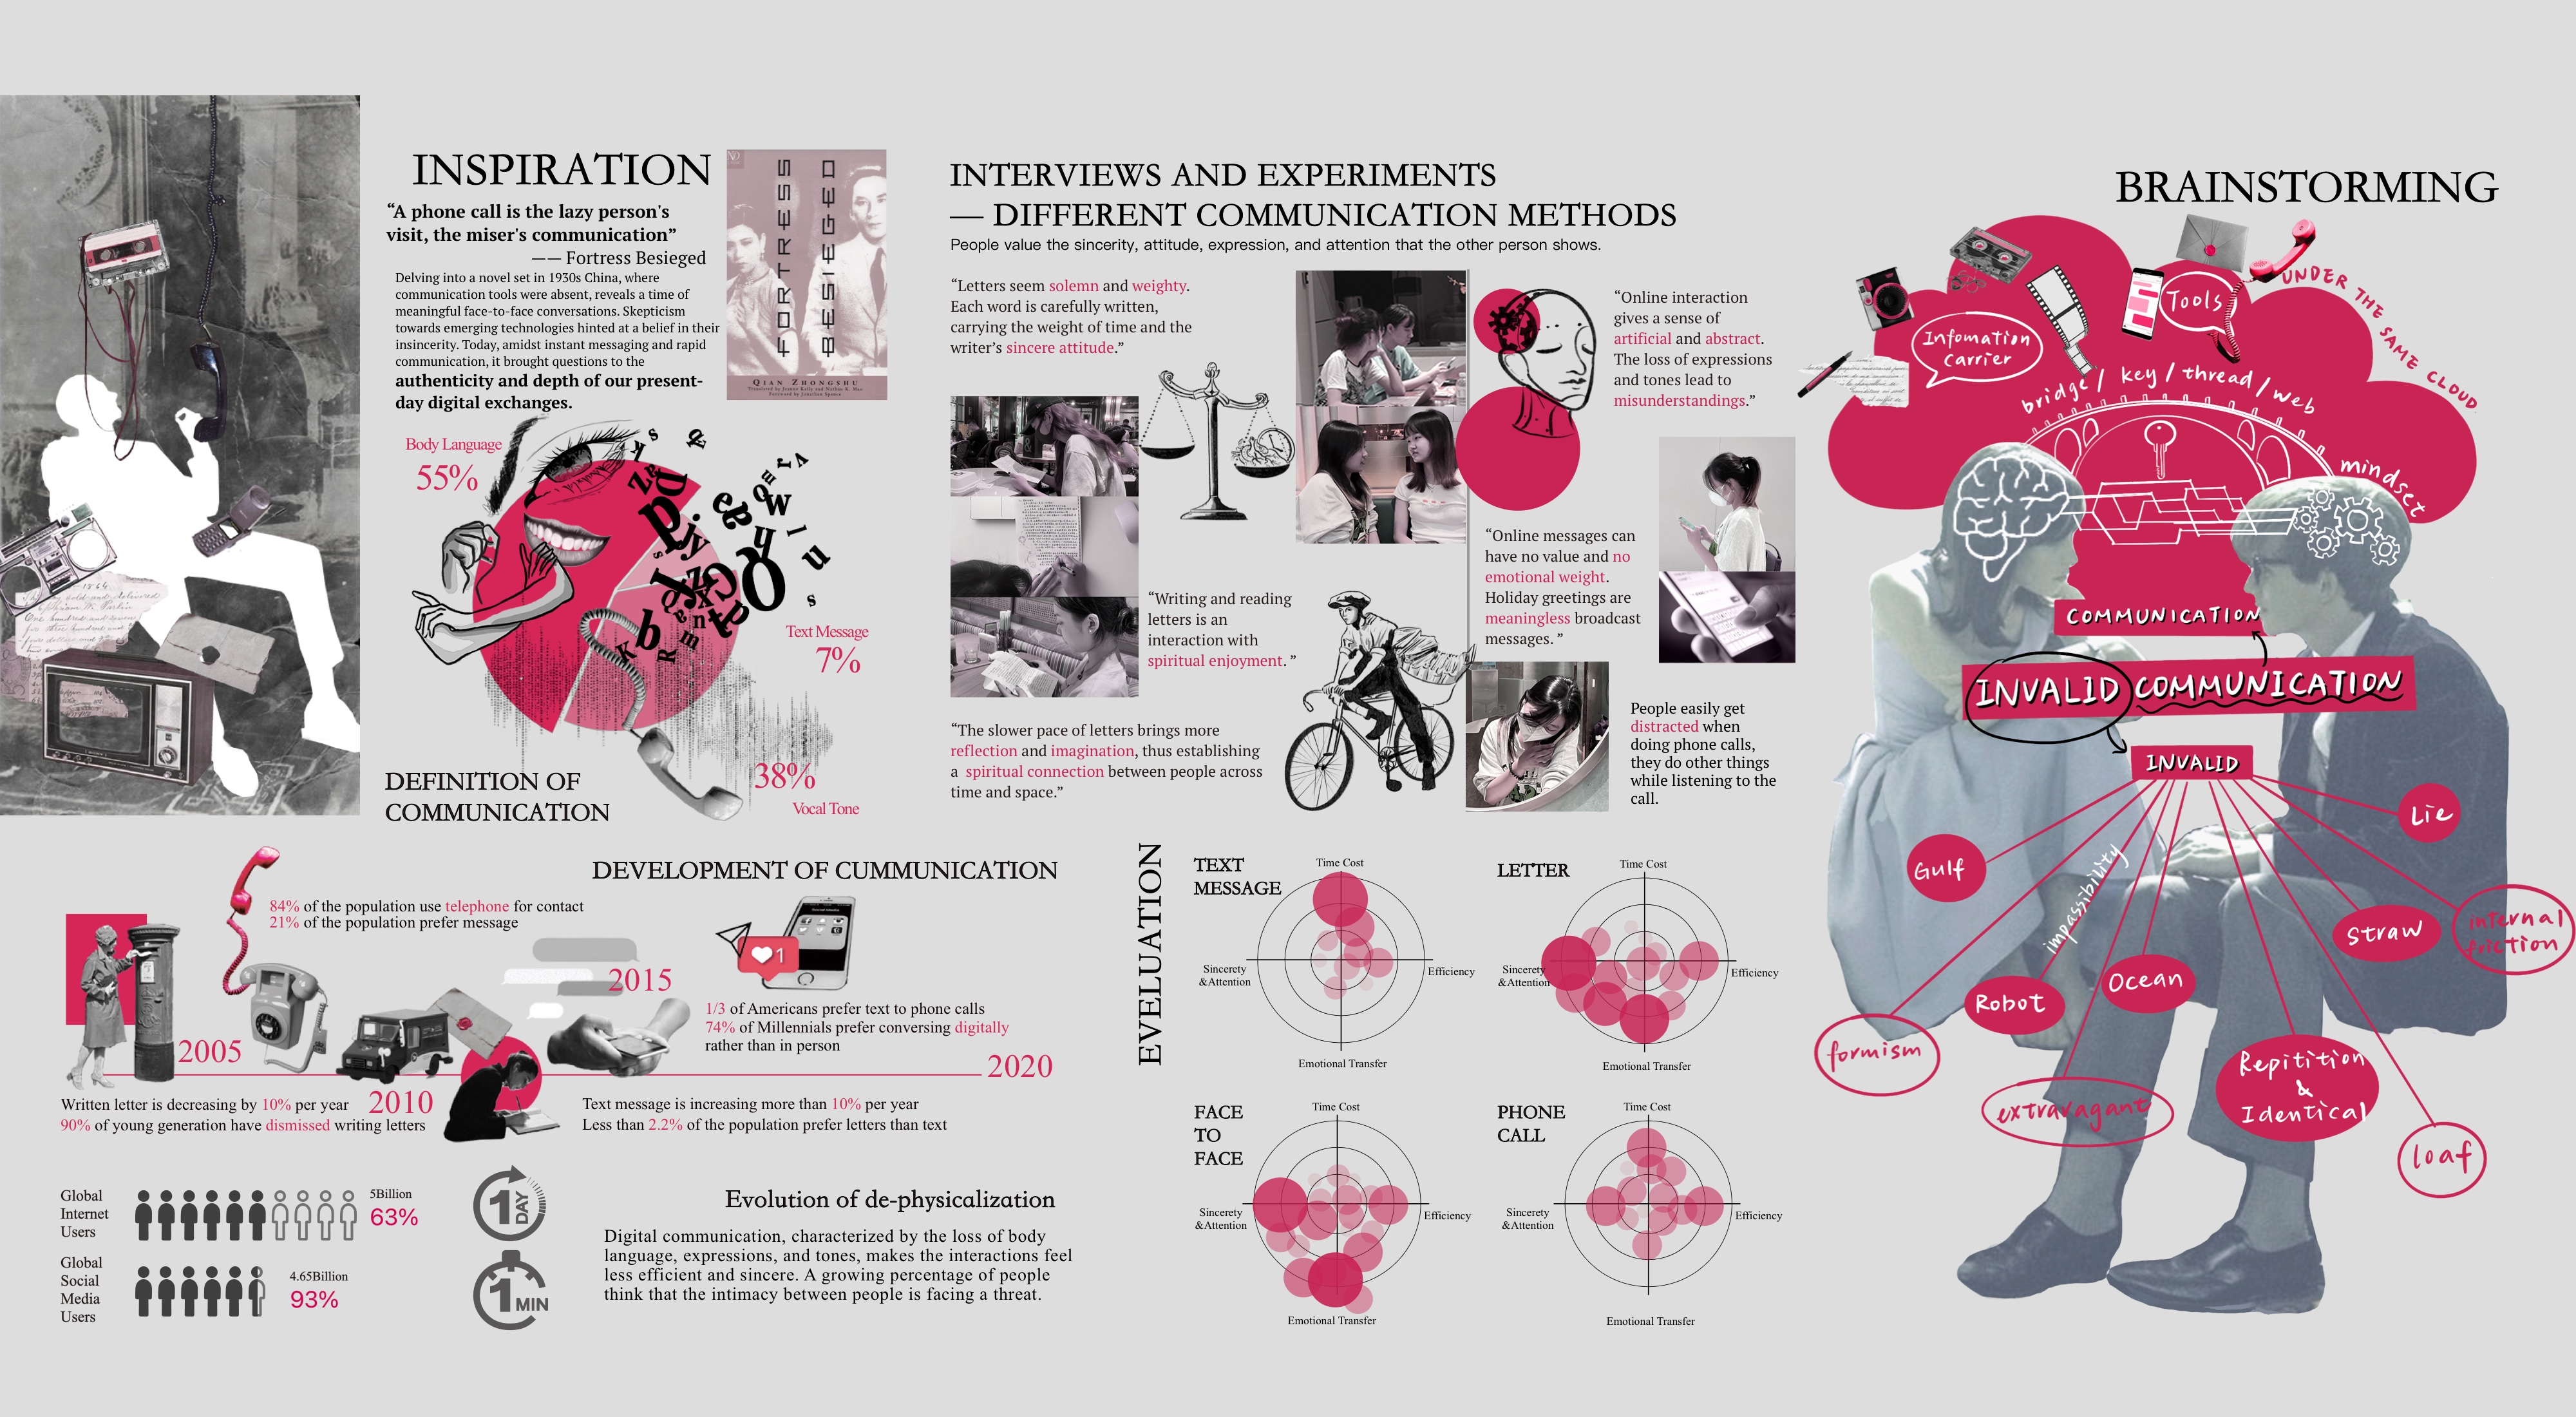 INSPIRATION
“A phone call is the lazy person's
visit, the miser's communication”
—— Fortress Besieged
Delving into a novel set in 1930s China, where
communication tools were absent, reveals a time of
meaningful face-to-face conversations. Skepticism
towards emerging technologies hinted at a belief in their
insincerity. Today, amidst instant messaging and rapid
communication, it brought questions to the
authenticity and depth of our present-
day digital exchanges.
FORTRESS
BESIEGED
QIAN ZHONGSHU
Body Language
55%
Text Message
7%
38%
Vocal Tone
DEFINITION OF
COMMUNICATION
DEVELOPMENT OF CUMMUNICATION
84% of the population use telephone for contact
21% of the population prefer message
2005
2010
2015
2020
1
1/3 of Americans prefer text to phone calls
74% of Millennials prefer conversing digitally
rather than in person
Written letter is decreasing by 10% per year
90% of young generation have dismissed writing letters
Text message is increasing more than 10% per year
Less than 2.2% of the population prefer letters than text
Global
Internet
Users
5Billion
63%
Global
Social
Media
Users
4.65Billion
93%
1 DAY
1 MIN
Evolution of de-physicalization
Digital communication, characterized by the loss of body
language, expressions, and tones, makes the interactions feel
less efficient and sincere. A growing percentage of people
think that the intimacy between people is facing a threat.
INTERVIEWS AND EXPERIMENTS
— DIFFERENT COMMUNICATION METHODS
People value the sincerity, attitude, expression, and attention that the other person shows.
“Letters seem solemn and weighty.
Each word is carefully written,
carrying the weight of time and the
writer’s sincere attitude.”
“Writing and reading
letters is an
interaction with
spiritual enjoyment. ”
“The slower pace of letters brings more
reflection and imagination, thus establishing
a spiritual connection between people across
time and space.”
“Online interaction
gives a sense of
artificial and abstract.
The loss of expressions
and tones lead to
misunderstandings.”
“Online messages can
have no value and no
emotional weight.
Holiday greetings are
meaningless broadcast
messages. ”
People easily get
distracted when
doing phone calls,
they do other things
while listening to the
call.
EVELUATION
TEXT
MESSAGE
Time Cost
Sincerety
&Attention
Efficiency
Emotional Transfer
LETTER
Time Cost
Sincerety
&Attention
Efficiency
Emotional Transfer
FACE
TO
FACE
Time Cost
Sincerety
&Attention
Efficiency
Emotional Transfer
PHONE
CALL
Time Cost
Sincerety
&Attention
Efficiency
Emotional Transfer
BRAINSTORMING
Infomation
carrier
Tools
UNDER THE SAME CLOUD
bridge / key / thread / web
mindset
COMMUNICATION
INVALID COMMUNICATION
INVALID
Lie
Gulf
impassibility
internal
friction
Straw
Ocean
Robot
formism
extravagant
Repitition
&
Identical
loaf